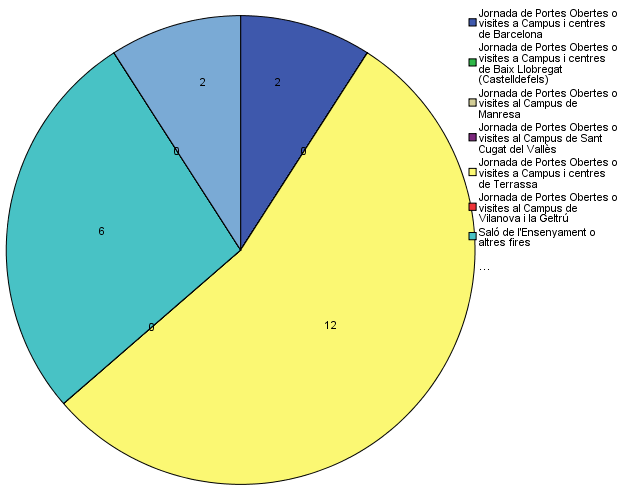 Jornada de Portes Obertes o
visites a Campus i centres
de Barcelona
Jornada de Portes Obertes o
visites a Campus i centres
de Baix Llobregat
(Castelldefels)
Jornada de Portes Obertes o
visites al Campus de
Manresa
Jornada de Portes Obertes o
visites al Campus de Sant
Cugat del Vallès
Jornada de Portes Obertes o
visites a Campus i centres
de Terrassa
Jornada de Portes Obertes o
visites al Campus de
Vilanova i la Geltrú
Saló de l'Ensenyament o
altres fires
...
2
2
0
0
6
0
12